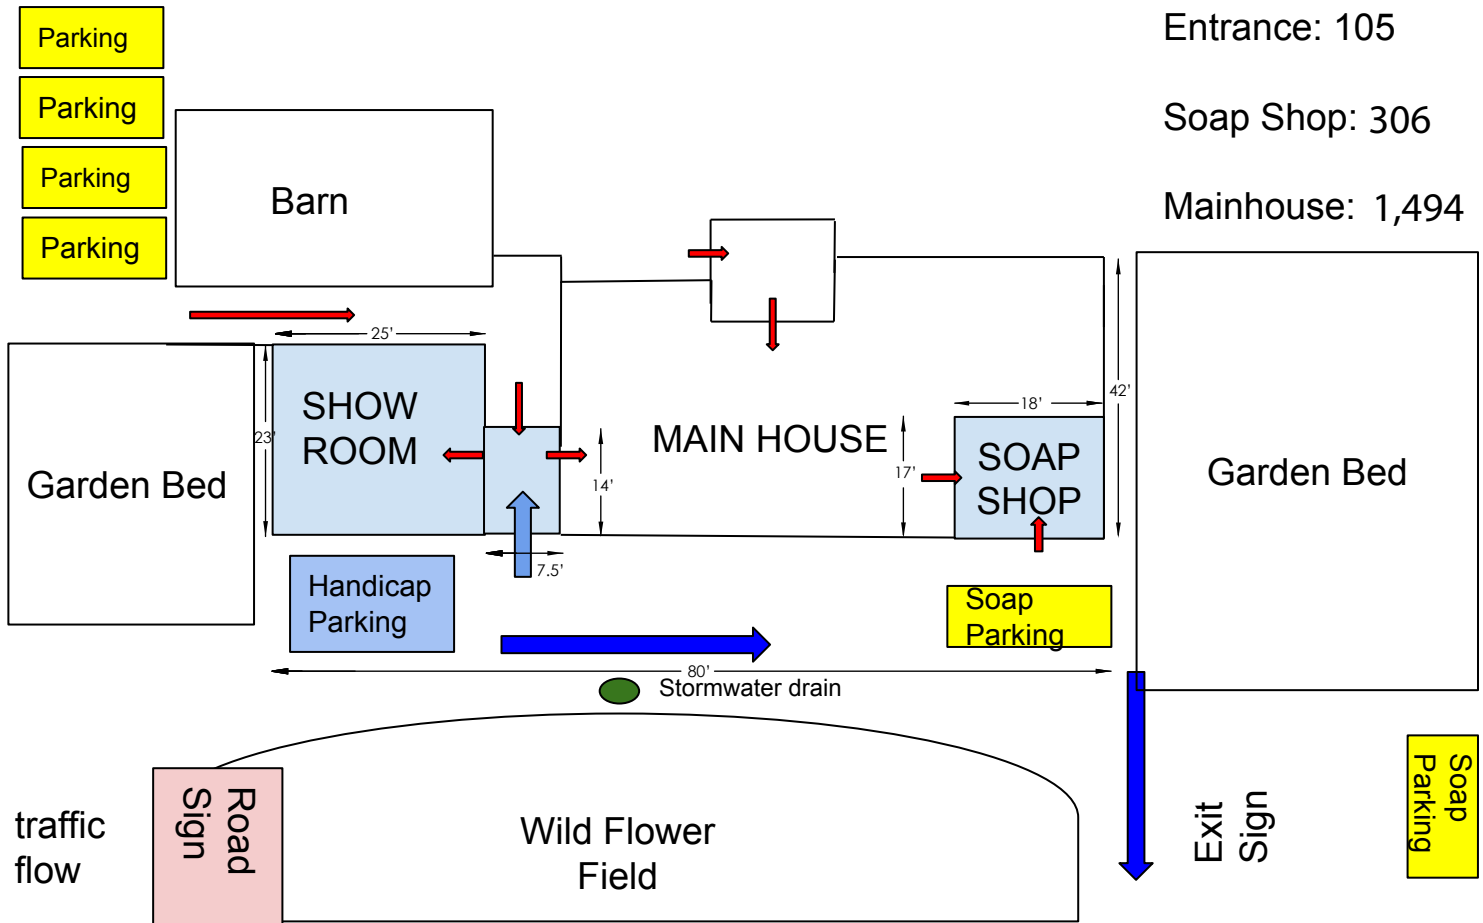 Parking
Parking
Parking
Parking
Entrance: 105
Soap Shop: 306
Mainhouse: 1,494
Barn
25'
23'
SHOW
ROOM
14'
7.5'
MAIN HOUSE
18'
42'
17'
SOAP
SHOP
Garden Bed
Garden Bed
Handicap
Parking
Soap
Parking
80'
Stormwater drain
Road
Sign
traffic
flow
Wild Flower
Field
Exit
Sign
Soap
Parking